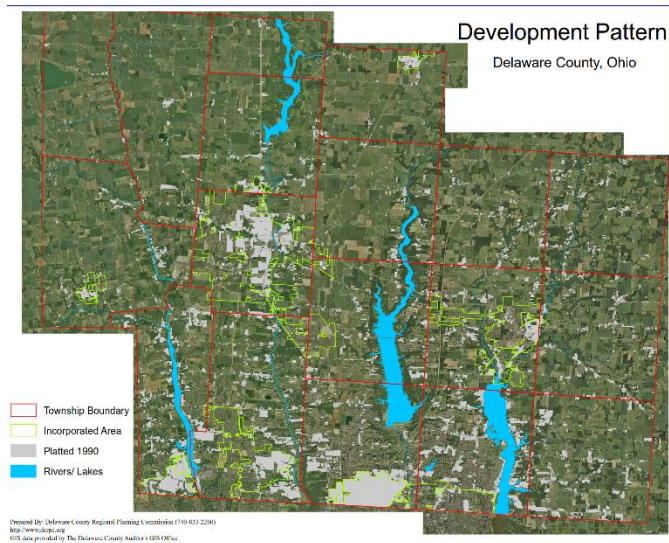 Development Pattern
Delaware County, Ohio
Township Boundary
Incorporated Area
Platted 1990
Rivers/ Lakes
Prepared By: Delaware County Regional Planning Commission (740-833-2260)
http://www.dcrpc.org
GIS data provided by The Delaware County Auditor's GIS Office